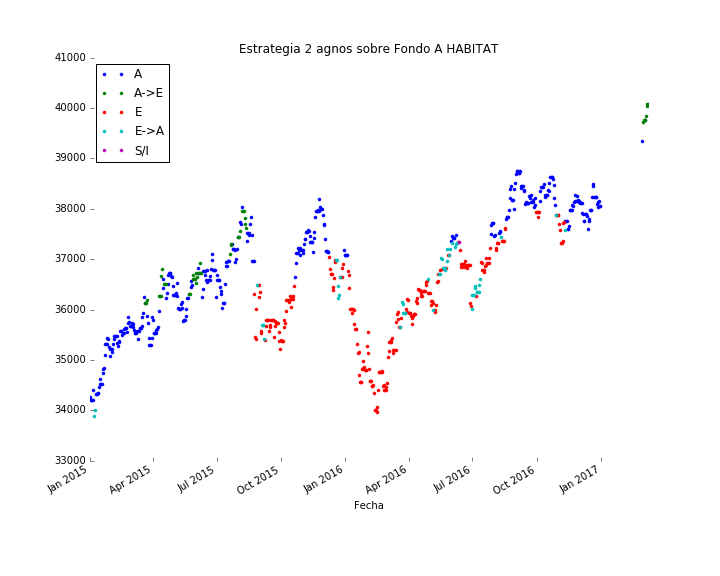 Estrategia 2 agnos sobre Fondo A HABITAT
41000
40000
39000
38000
37000
36000
35000
34000
33000
A
A->E
E
E->A
S/I
Jan 2015
Apr 2015
Jul 2015
Oct 2015
Jan 2016
Apr 2016
Jul 2016
Oct 2016
Jan 2017
Fecha